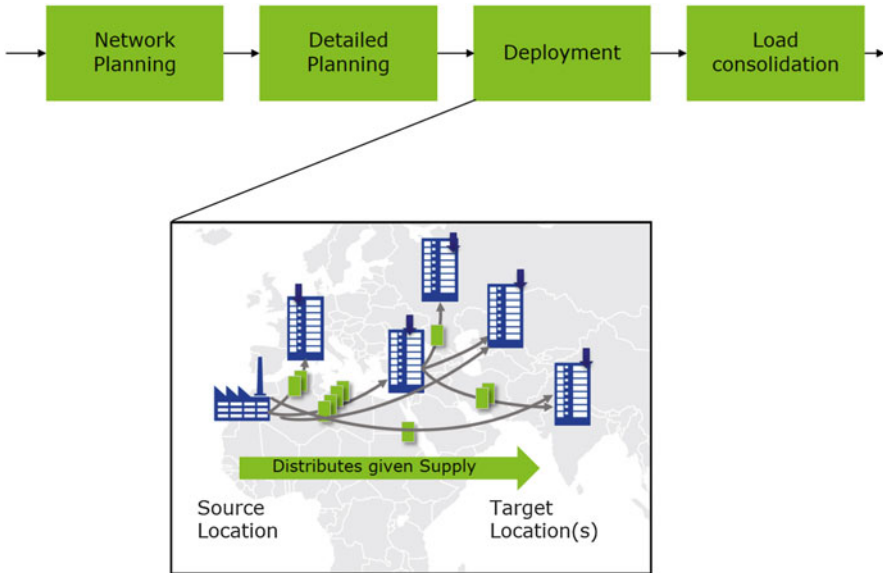 Network
Planning
Detailed
Planning
Deployment
Load
consolidation
Distributes given Supply
Source
Location
Target
Location(s)